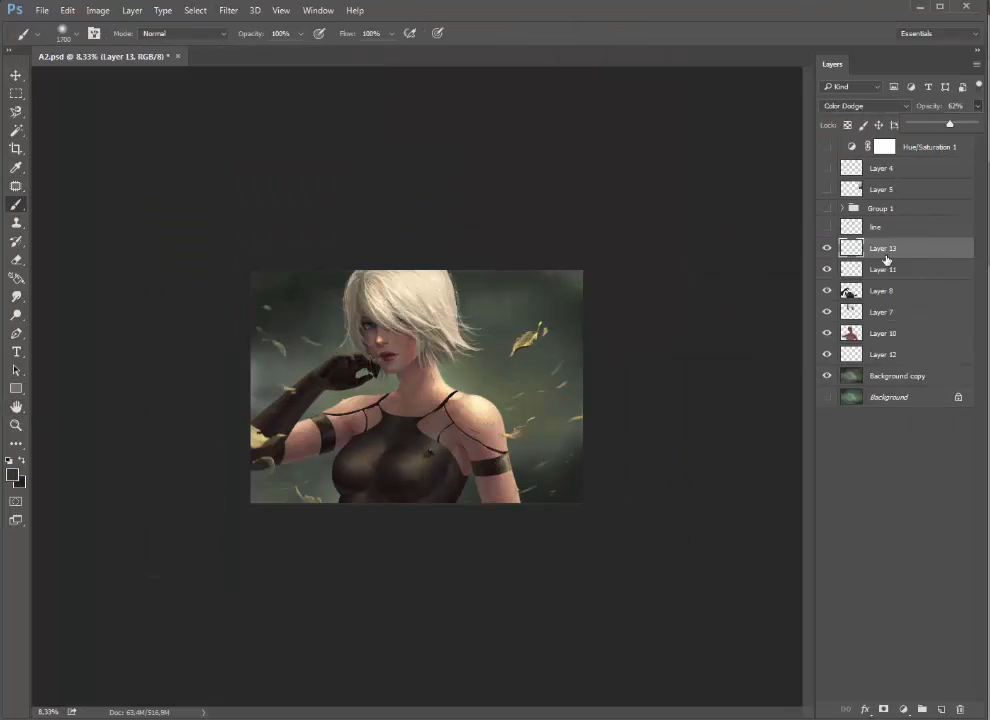 Ps File Edit Image Layer Type Select Filter 3D View Window Help
1700 Mode: Normal Opacity: 100% Flow: 100% Essentials
A2.psd @ 8,33% (Layer 13, RGB/8) * ×
Layers
Kind
Color Dodge Opacity: 62%
Lock:
Hue/Saturation 1
Layer 4
Layer 5
Group 1
line
Layer 13
Layer 11
Layer 8
Layer 7
Layer 10
Layer 12
Background copy
Background
8,33% Doc: 63,4M/516,9M
fx